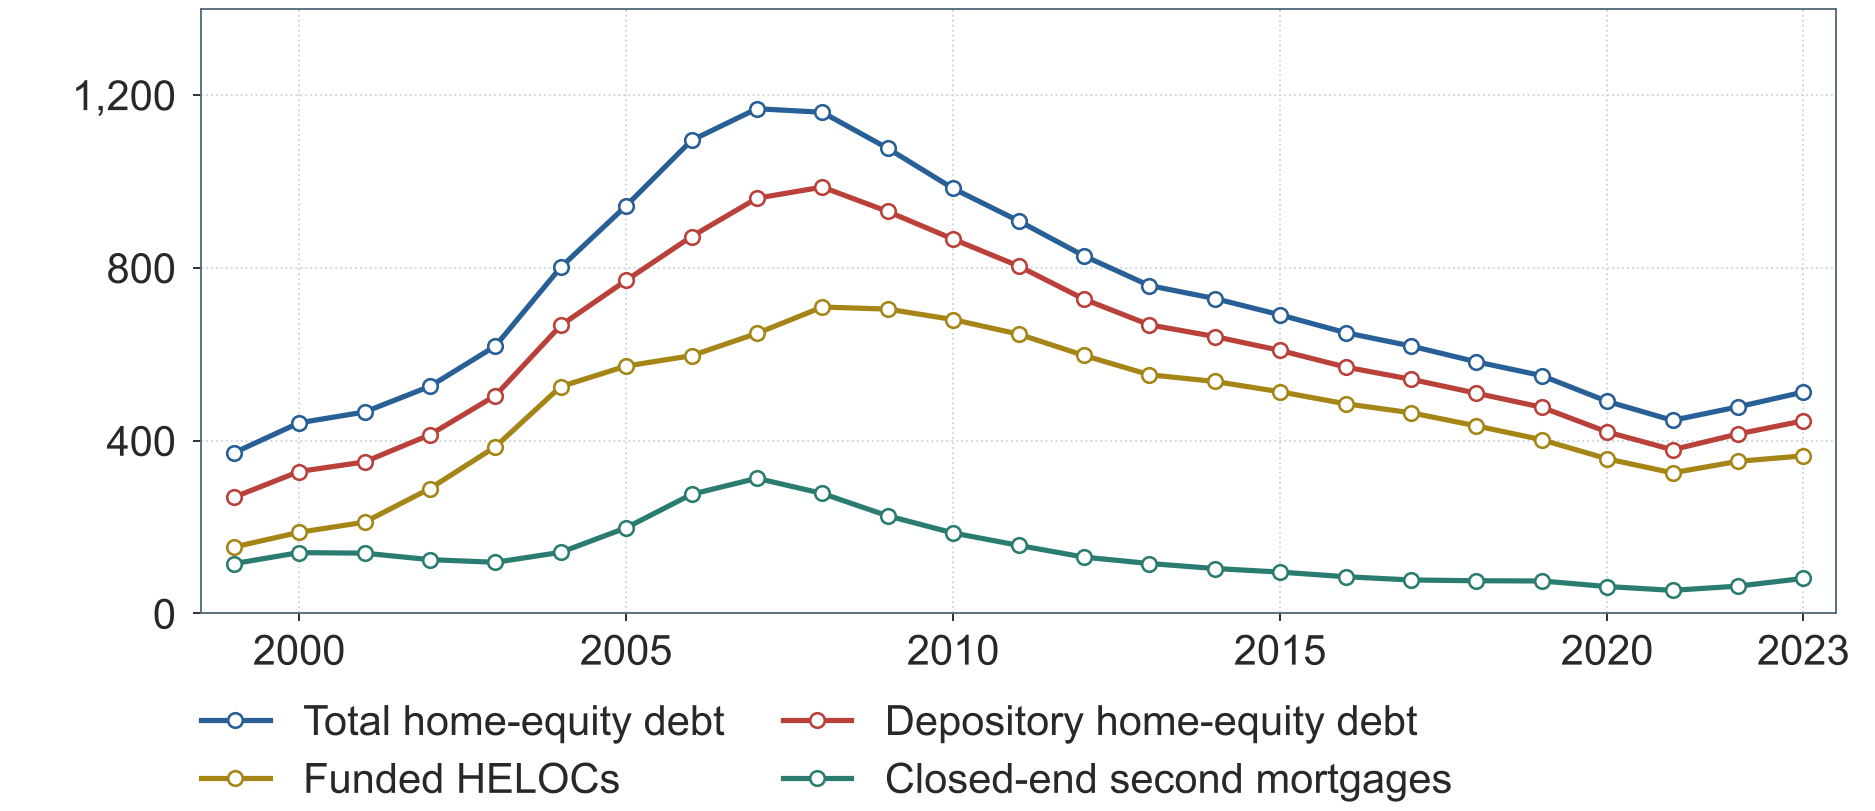 1,200
800
400
0
2000 2005 2010 2015 2020 2023
Total home-equity debt Depository home-equity debt
Funded HELOCs Closed-end second mortgages